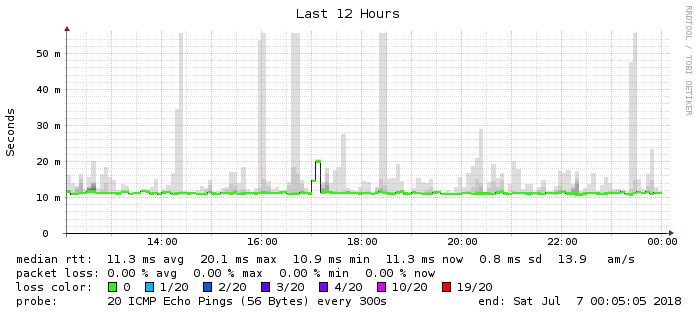 Last 12 Hours
RRDTOOL / TOBI OETIKER
Seconds
50 m
40 m
30 m
20 m
10 m
0
14:00 16:00 18:00 20:00 22:00 00:00
median rtt: 11.3 ms avg 20.1 ms max 10.9 ms min 11.3 ms now 0.8 ms sd 13.9 am/s
packet loss: 0.00 % avg 0.00 % max 0.00 % min 0.00 % now
loss color: 0 1/20 2/20 3/20 4/20 10/20 19/20
probe: 20 ICMP Echo Pings (56 Bytes) every 300s end: Sat Jul 7 00:05:05 2018